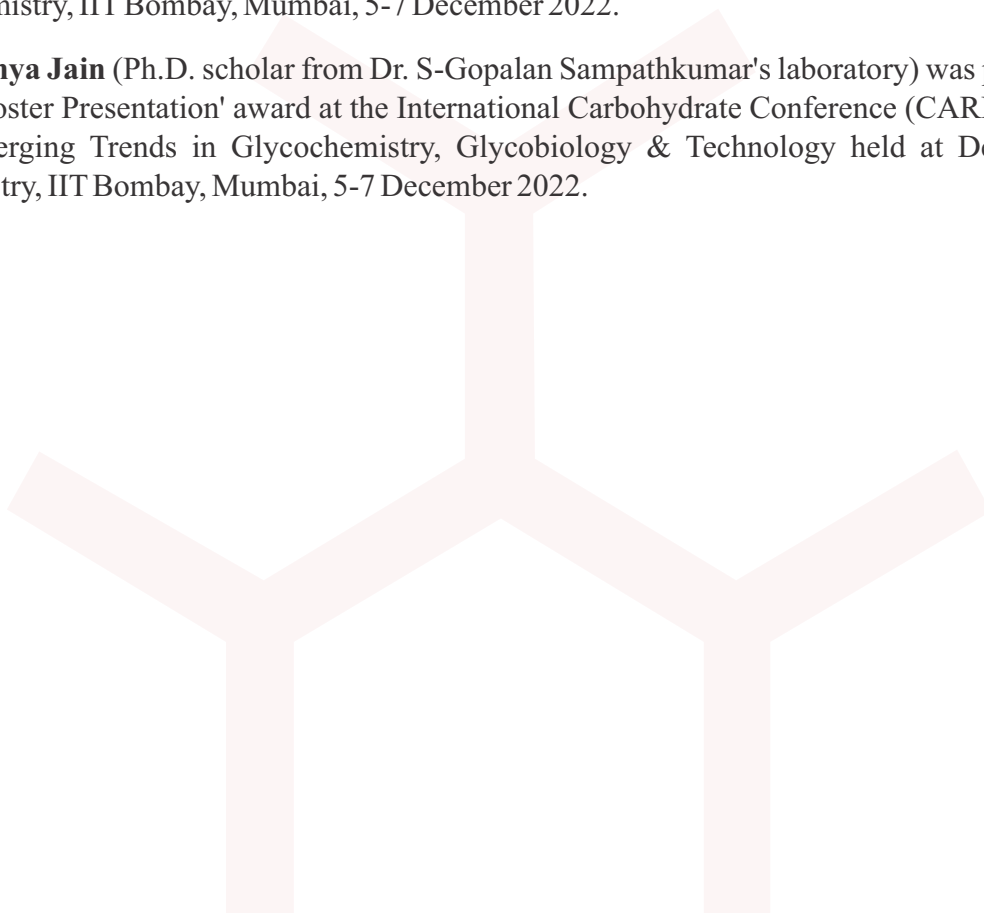 mistry, IIT Bombay, Mumbai, 5-7 December 2022.
nya Jain (Ph.D. scholar from Dr. S-Gopalan Sampathkumar's laboratory) was
oster Presentation' award at the International Carbohydrate Conference (CAR
erging Trends in Glycochemistry, Glycobiology & Technology held at De
try, IIT Bombay, Mumbai, 5-7 December 2022.